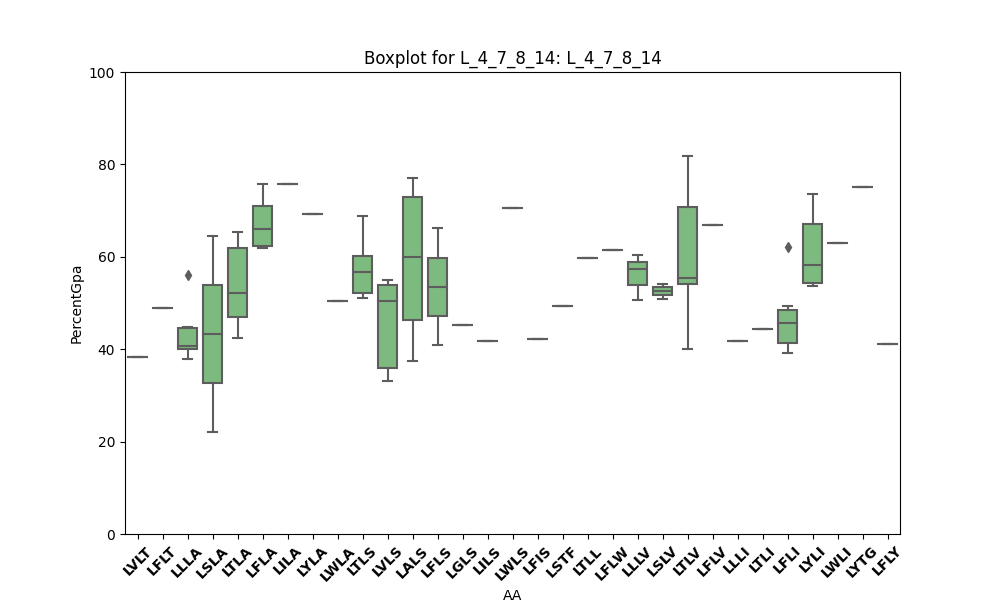 Boxplot for L_4_7_8_14: L_4_7_8_14
PercentGpa
100
80
60
40
20
0
LVLT LFLT LLLA LSLA LTLA LFLA LILA LYLA LWLA LTLS LVLS LALS LFLS LGLS LILS LWLS LFIS LSTF LTLL LFLW LLLV LSLV LTLV LFLV LLLI LTLI LFLI LYLI LWLI LYTG LFLY
AA